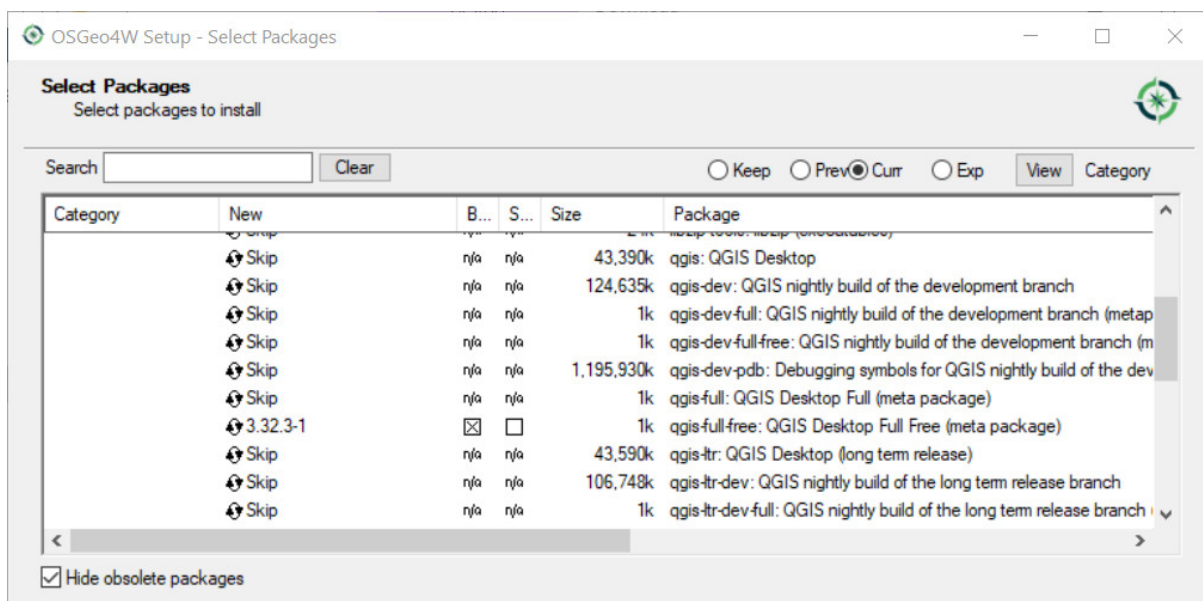 OSGeo4W Setup - Select Packages
Select Packages
Select packages to install
Search Clear Keep Prev Curr Exp View Category
Category New B... S... Size Package
Skip n/a n/a 43,390k qgis: QGIS Desktop
Skip n/a n/a 124,635k qgis-dev: QGIS nightly build of the development branch
Skip n/a n/a 1k qgis-dev-full: QGIS nightly build of the development branch (metap
Skip n/a n/a 1k qgis-dev-full-free: QGIS nightly build of the development branch (m
Skip n/a n/a 1,195,930k qgis-dev-pdb: Debugging symbols for QGIS nightly build of the dev
Skip n/a n/a 1k qgis-full: QGIS Desktop Full (meta package)
3.32.3-1 1k qgis-full-free: QGIS Desktop Full Free (meta package)
Skip n/a n/a 43,590k qgis-ltr: QGIS Desktop (long term release)
Skip n/a n/a 106,748k qgis-ltr-dev: QGIS nightly build of the long term release branch
Skip n/a n/a 1k qgis-ltr-dev-full: QGIS nightly build of the long term release branch
Hide obsolete packages